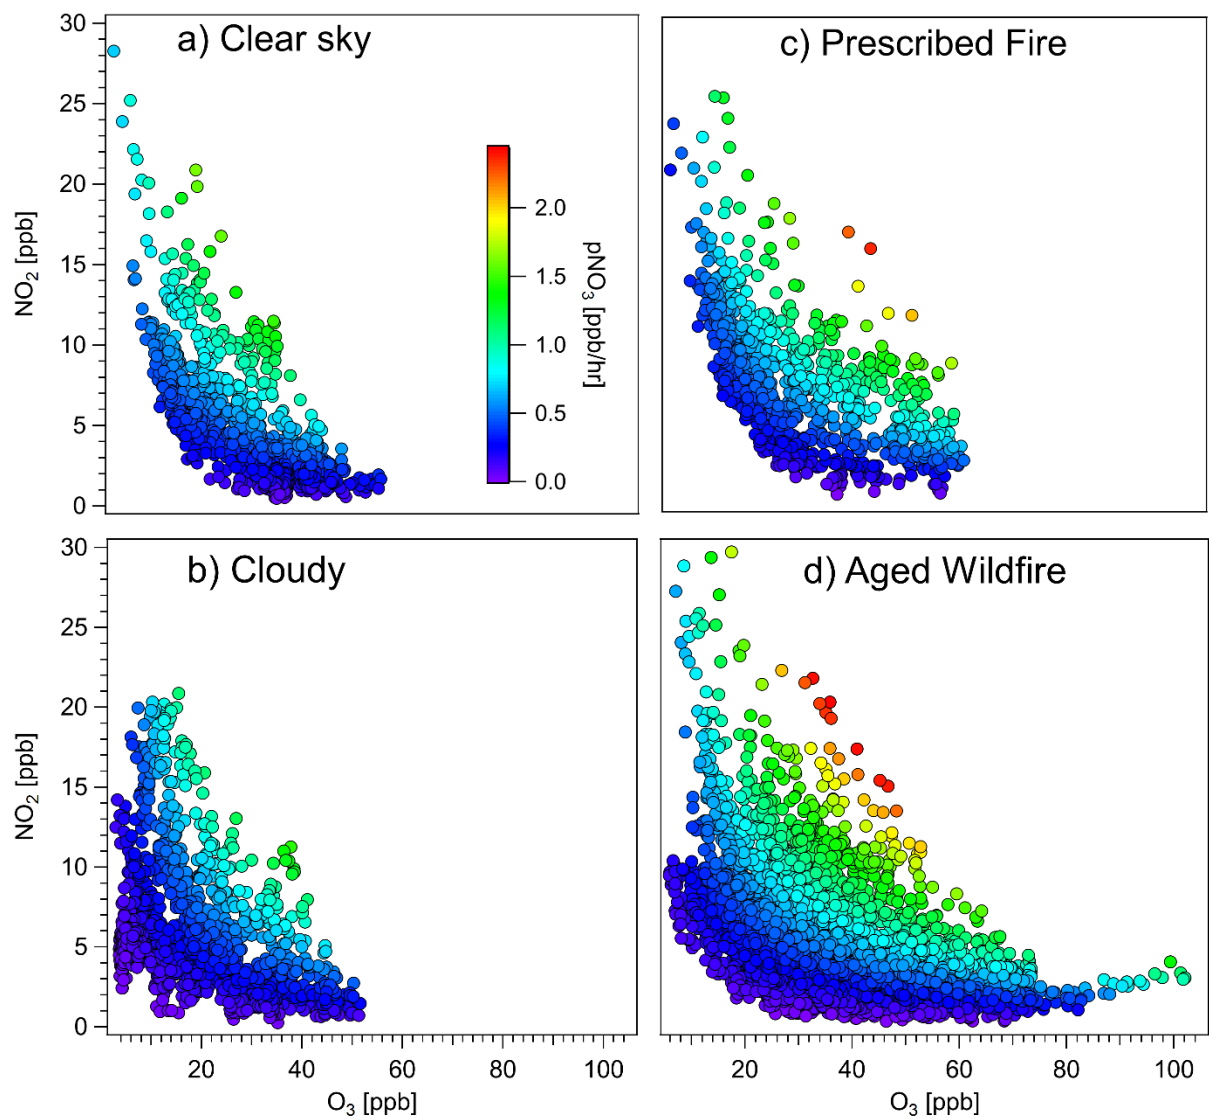 30
25
20
15
10
5
0
NO2 [ppb]
a) Clear sky
2.0
1.5
1.0
0.5
0.0
pNO3 [ppb/hr]
c) Prescribed Fire
30
25
20
15
10
5
0
NO2 [ppb]
b) Cloudy
20 40 60 80 100
O3 [ppb]
d) Aged Wildfire
20 40 60 80 100
O3 [ppb]